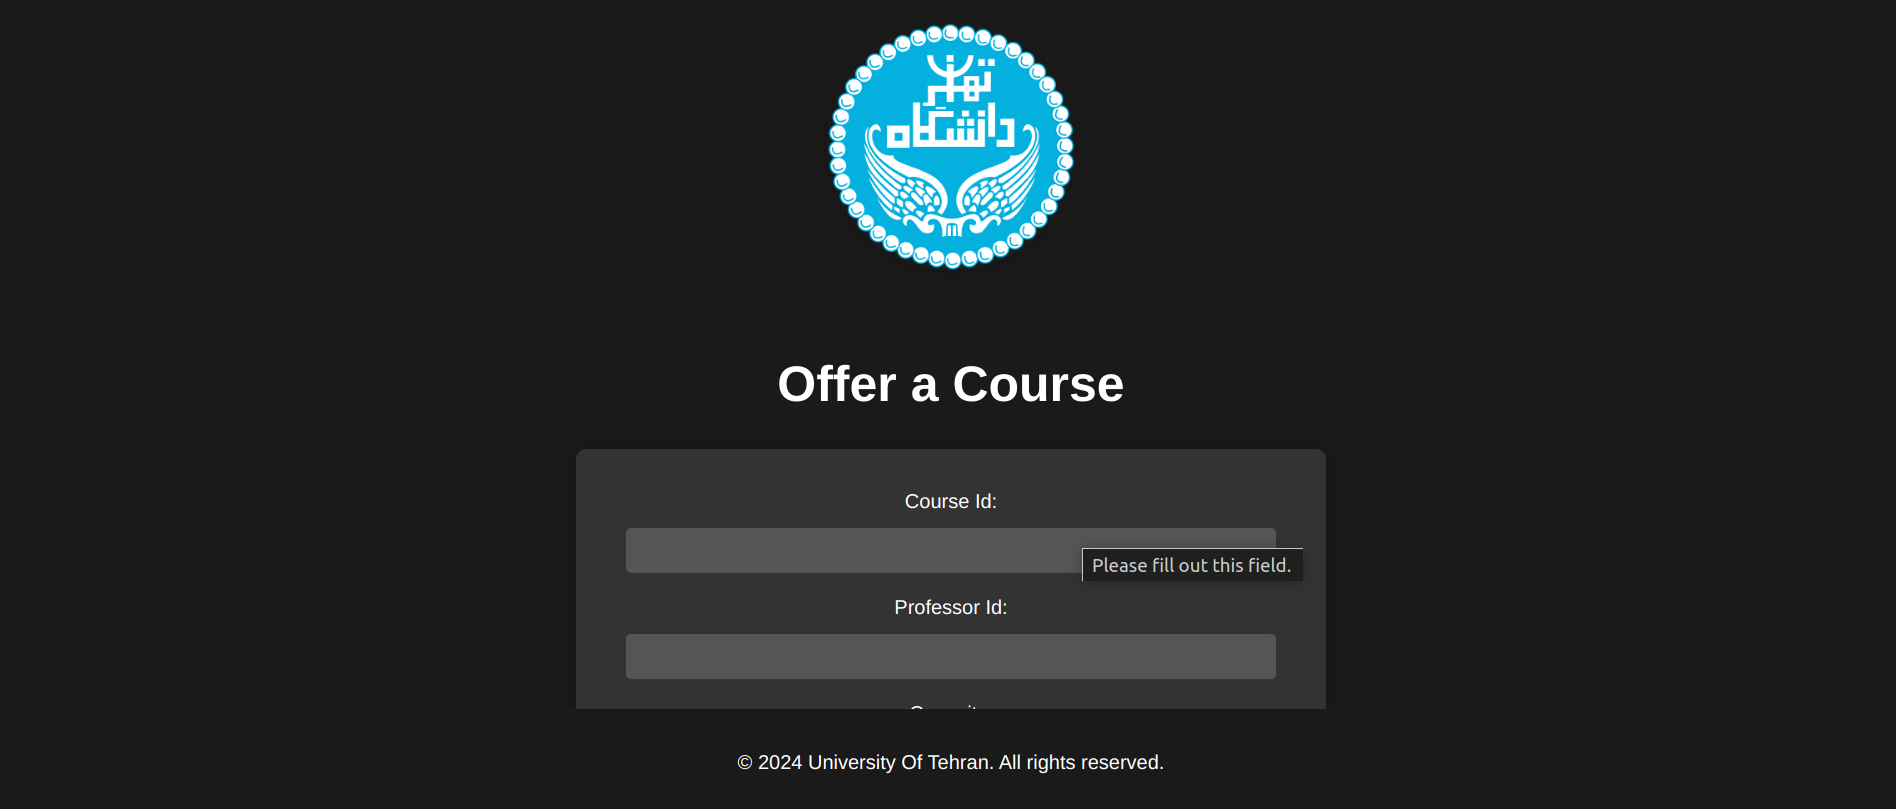 تهران
دانشگاه
Offer a Course
Course Id:
Please fill out this field.
Professor Id:
© 2024 University Of Tehran. All rights reserved.